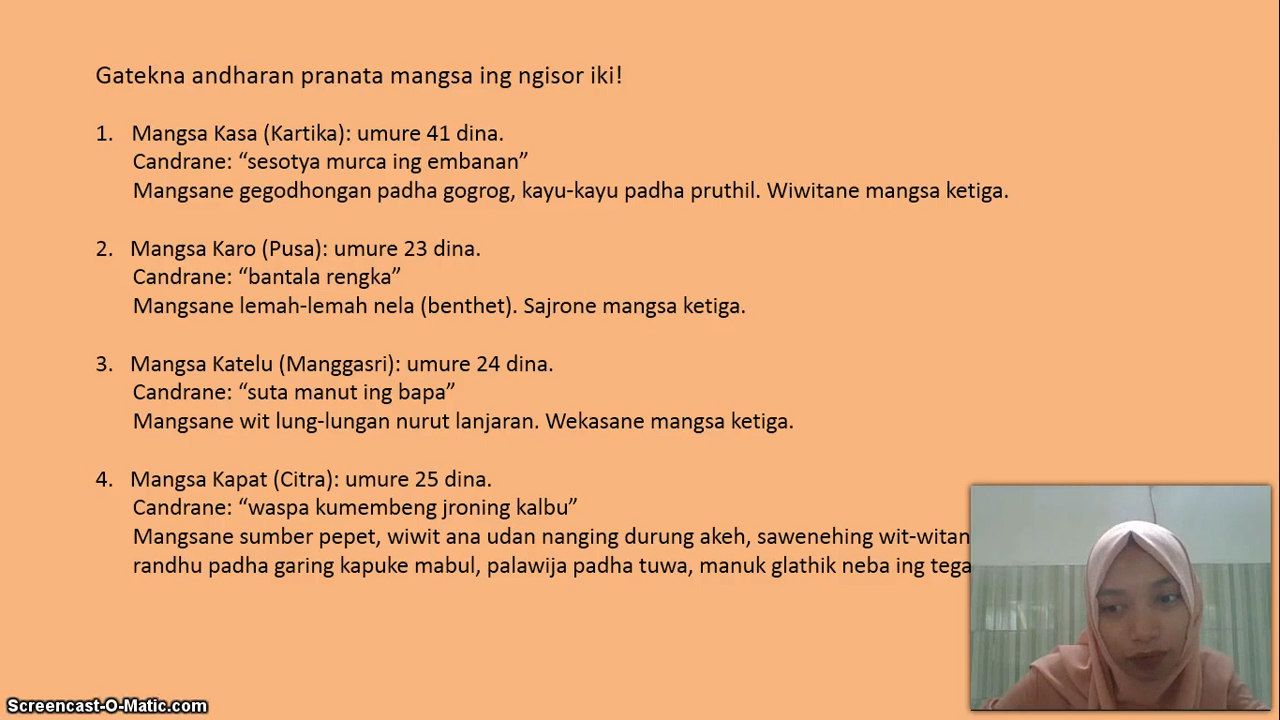 Gatekna andharan pranata mangsa ing ngisor iki!
1. Mangsa Kasa (Kartika): umure 41 dina.
Candrane: “sesotya murca ing embanan”
Mangsane gegodhongan padha gogrog, kayu-kayu padha pruthil. Wiwitane mangsa ketiga.
2. Mangsa Karo (Pusa): umure 23 dina.
Candrane: “bantala rengka”
Mangsane lemah-lemah nela (benthet). Sajrone mangsa ketiga.
3. Mangsa Katelu (Manggasri): umure 24 dina.
Candrane: “suta manut ing bapa”
Mangsane wit lung-lungan nurut lanjaran. Wekasane mangsa ketiga.
4. Mangsa Kapat (Citra): umure 25 dina.
Candrane: “waspa kumembeng jroning kalbu”
Mangsane sumber pepet, wiwit ana udan nanging durung akeh, sawenehing wit-witan
randhu padha garing kapuke mabul, palawija padha tuwa, manuk glathik neba ing
Screencast-O-Matic.com